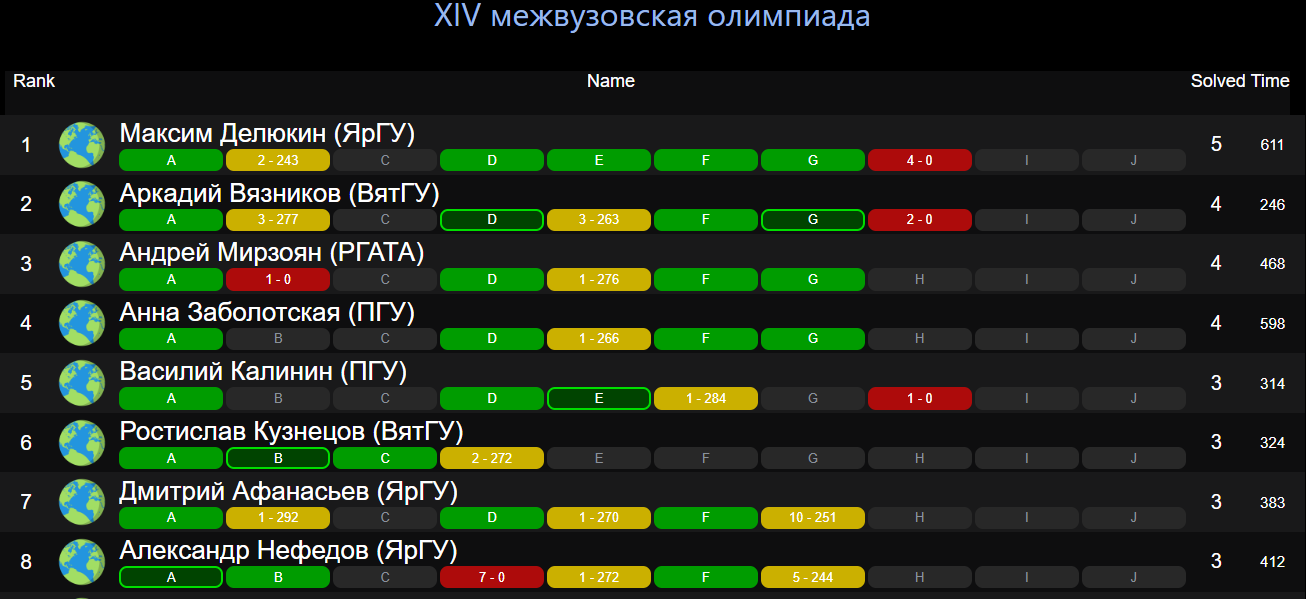 XIV межвузовская олимпиада
Rank Name Solved Time
1 Максим Делюкин (ЯрГУ) 5 611
A 2 - 243 C D E F G 4 - 0 I J
2 Аркадий Вязников (ВятГУ) 4 246
A 3 - 277 C D 3 - 263 F G 2 - 0 I J
3 Андрей Мирзоян (РГАТА) 4 468
A 1 - 0 C D 1 - 276 F G H I J
4 Анна Заболотская (ПГУ) 4 598
A B C D 1 - 266 F G H I J
5 Василий Калинин (ПГУ) 3 314
A B C D E 1 - 284 G 1 - 0 I J
6 Ростислав Кузнецов (ВятГУ) 3 324
A B C 2 - 272 E F G H I J
7 Дмитрий Афанасьев (ЯрГУ) 3 383
A 1 - 292 C D 1 - 270 F 10 - 251 H I J
8 Александр Нефедов (ЯрГУ) 3 412
A B C 7 - 0 1 - 272 F 5 - 244 H I J